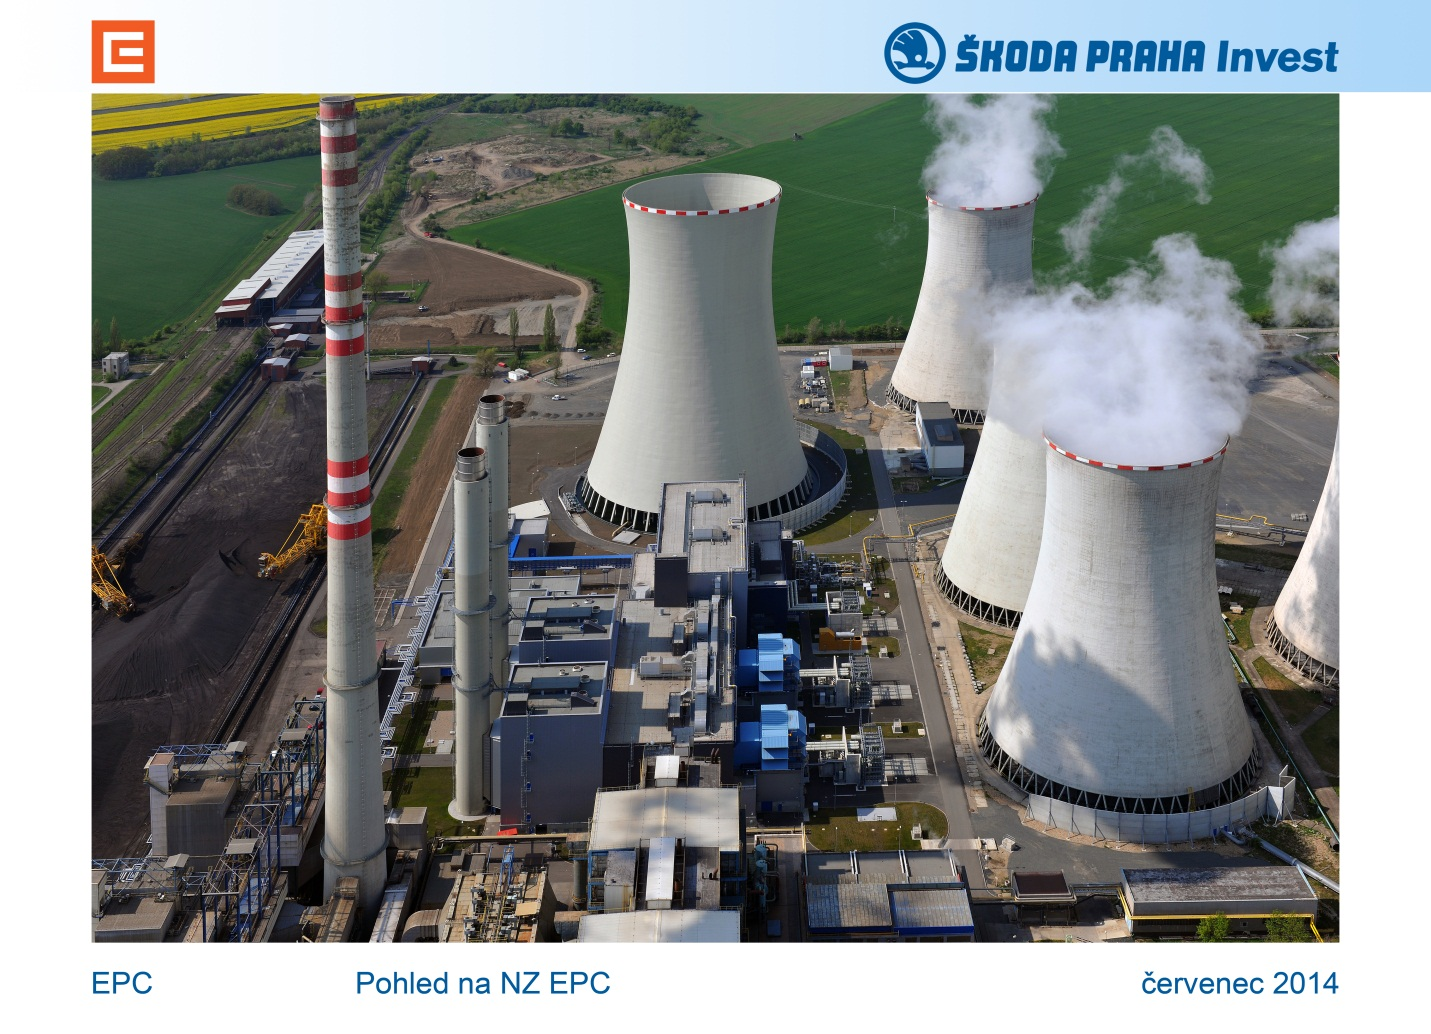 ŠKODA PRAHA Invest
EPC Pohled na NZ EPC červenec 2014